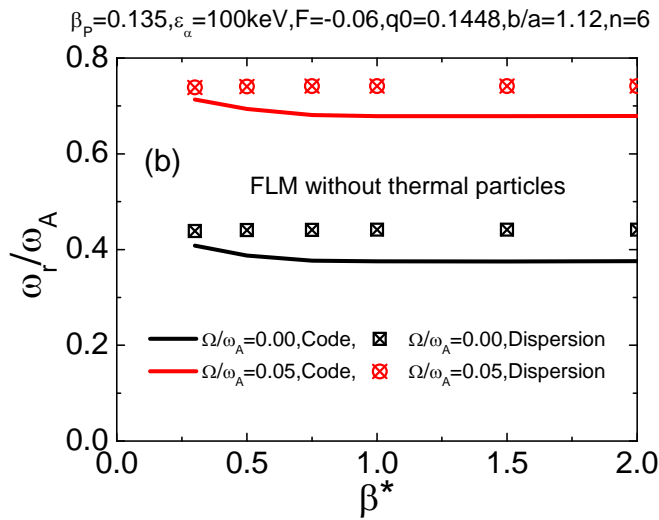 β_P=0.135,ε_α=100keV,F=-0.06,q0=0.1448,b/a=1.12,n=6
0.8
0.6
0.4
0.2
0.0
ω_r/ω_A
(b)
FLM without thermal particles
Ω/ω_A=0.00,Code, Ω/ω_A=0.00,Dispersion
Ω/ω_A=0.05,Code, Ω/ω_A=0.05,Dispersion
0.0 0.5 1.0 1.5 2.0
β*